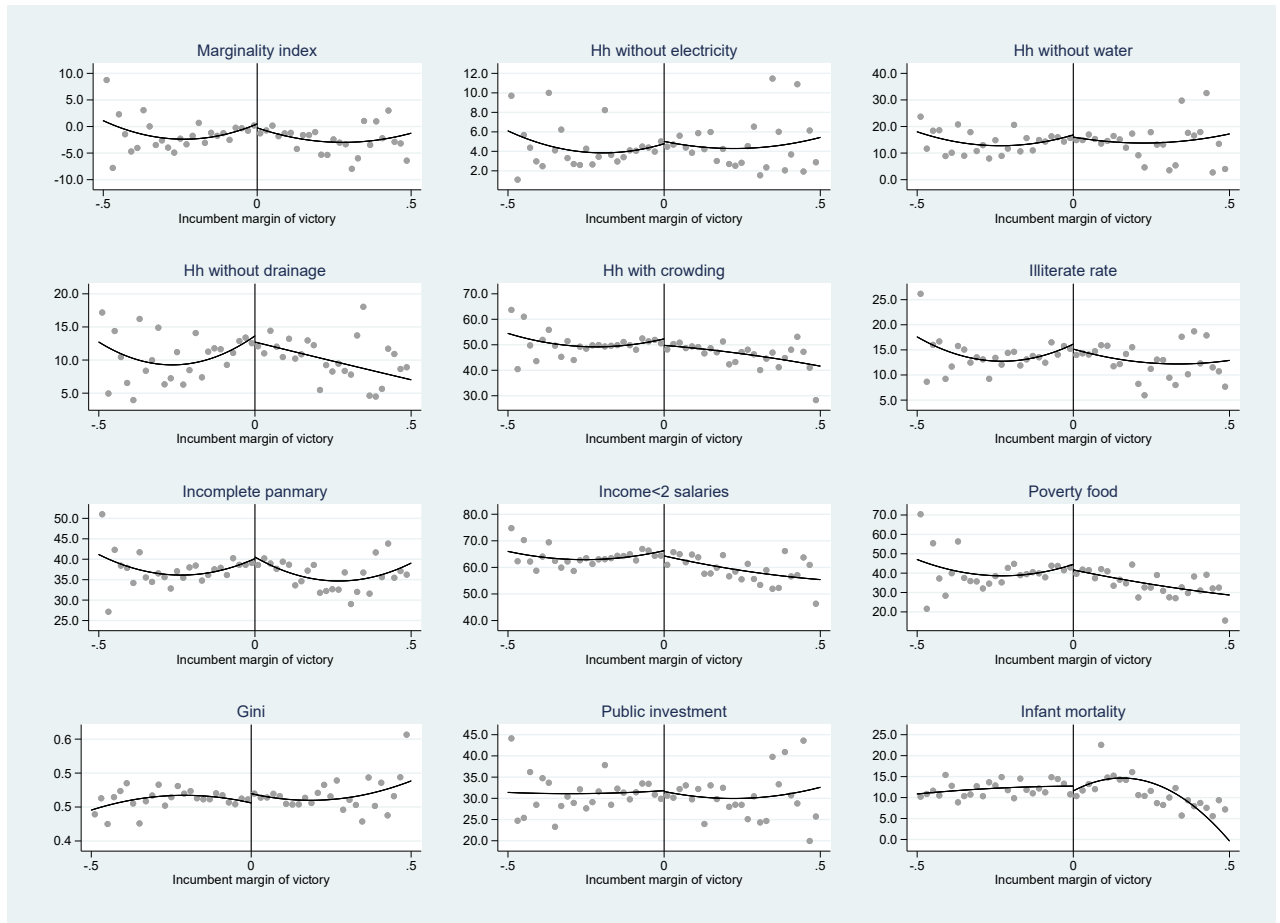 Marginality index
10.0
5.0
0.0
-5.0
-10.0
-.5 0 .5
Incumbent margin of victory
Hh without electricity
12.0
10.0
8.0
6.0
4.0
2.0
-.5 0 .5
Incumbent margin of victory
Hh without water
40.0
30.0
20.0
10.0
0.0
-.5 0 .5
Incumbent margin of victory
Hh without drainage
20.0
15.0
10.0
5.0
-.5 0 .5
Incumbent margin of victory
Hh with crowding
70.0
60.0
50.0
40.0
30.0
-.5 0 .5
Incumbent margin of victory
Illiterate rate
25.0
20.0
15.0
10.0
5.0
-.5 0 .5
Incumbent margin of victory
Incomplete panmary
50.0
45.0
40.0
35.0
30.0
25.0
-.5 0 .5
Incumbent margin of victory
Income<2 salaries
80.0
70.0
60.0
50.0
40.0
-.5 0 .5
Incumbent margin of victory
Poverty food
70.0
60.0
50.0
40.0
30.0
20.0
-.5 0 .5
Incumbent margin of victory
Gini
0.6
0.5
0.5
0.4
-.5 0 .5
Incumbent margin of victory
Public investment
45.0
40.0
35.0
30.0
25.0
20.0
-.5 0 .5
Incumbent margin of victory
Infant mortality
25.0
20.0
15.0
10.0
5.0
0.0
-.5 0 .5
Incumbent margin of victory